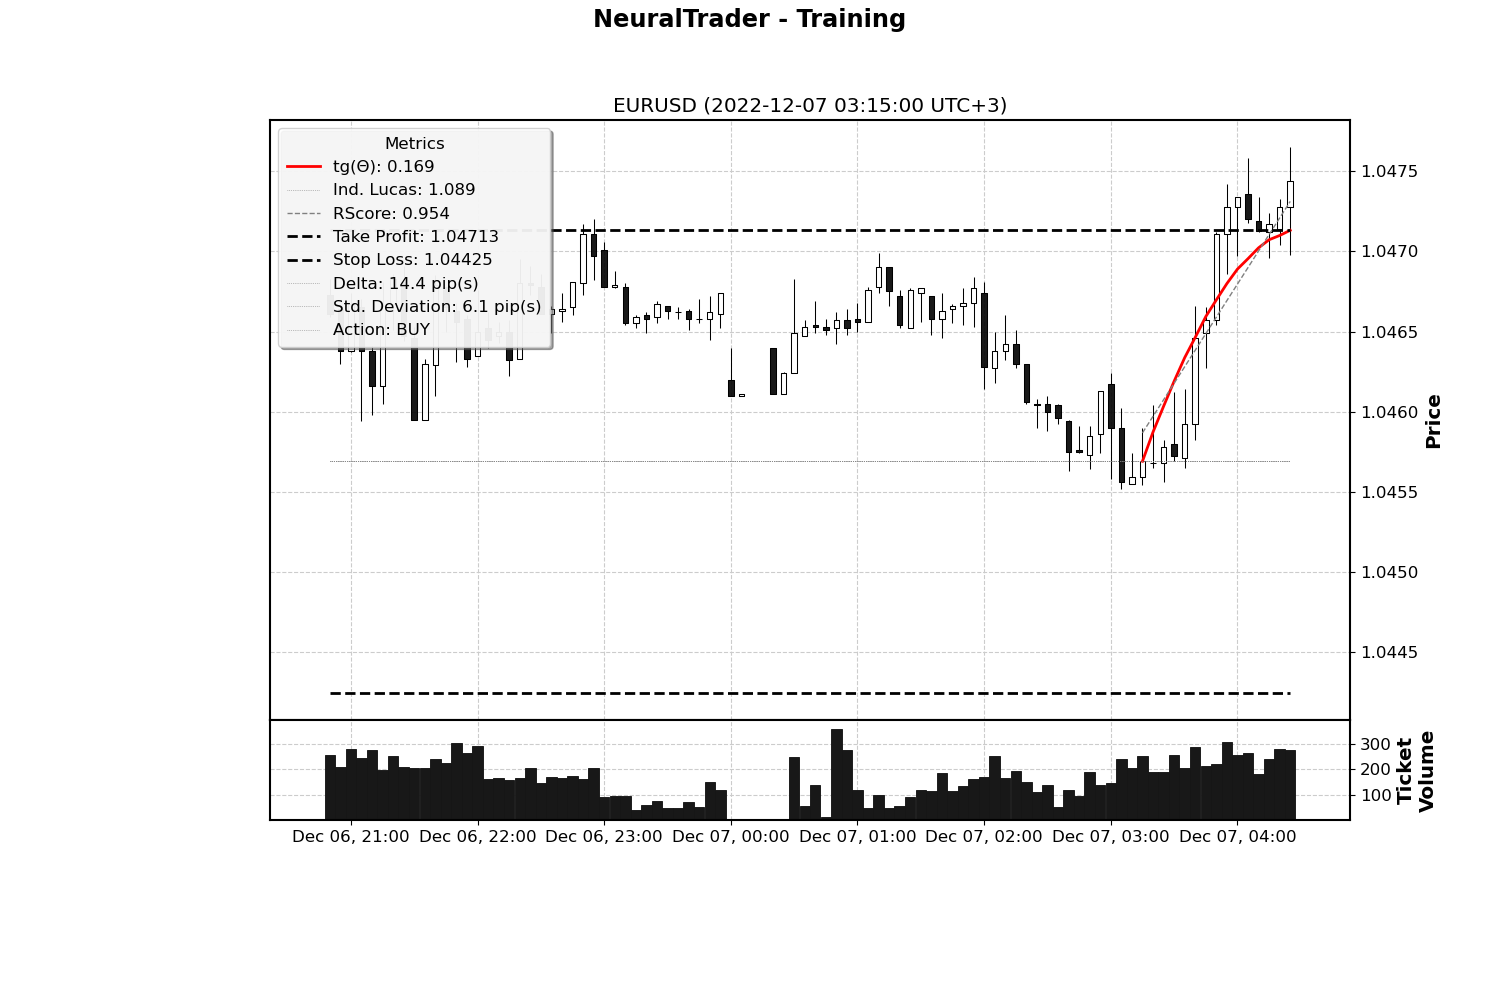 NeuralTrader - Training
EURUSD (2022-12-07 03:15:00 UTC+3)
Metrics
tg(Θ): 0.169
Ind. Lucas: 1.089
RScore: 0.954
Take Profit: 1.04713
Stop Loss: 1.04425
Delta: 14.4 pip(s)
Std. Deviation: 6.1 pip(s)
Action: BUY
1.0475
1.0470
1.0465
1.0460
1.0455
1.0450
1.0445
Price
300
200
100
Ticket
Volume
Dec 06, 21:00
Dec 06, 22:00
Dec 06, 23:00
Dec 07, 00:00
Dec 07, 01:00
Dec 07, 02:00
Dec 07, 03:00
Dec 07, 04:00